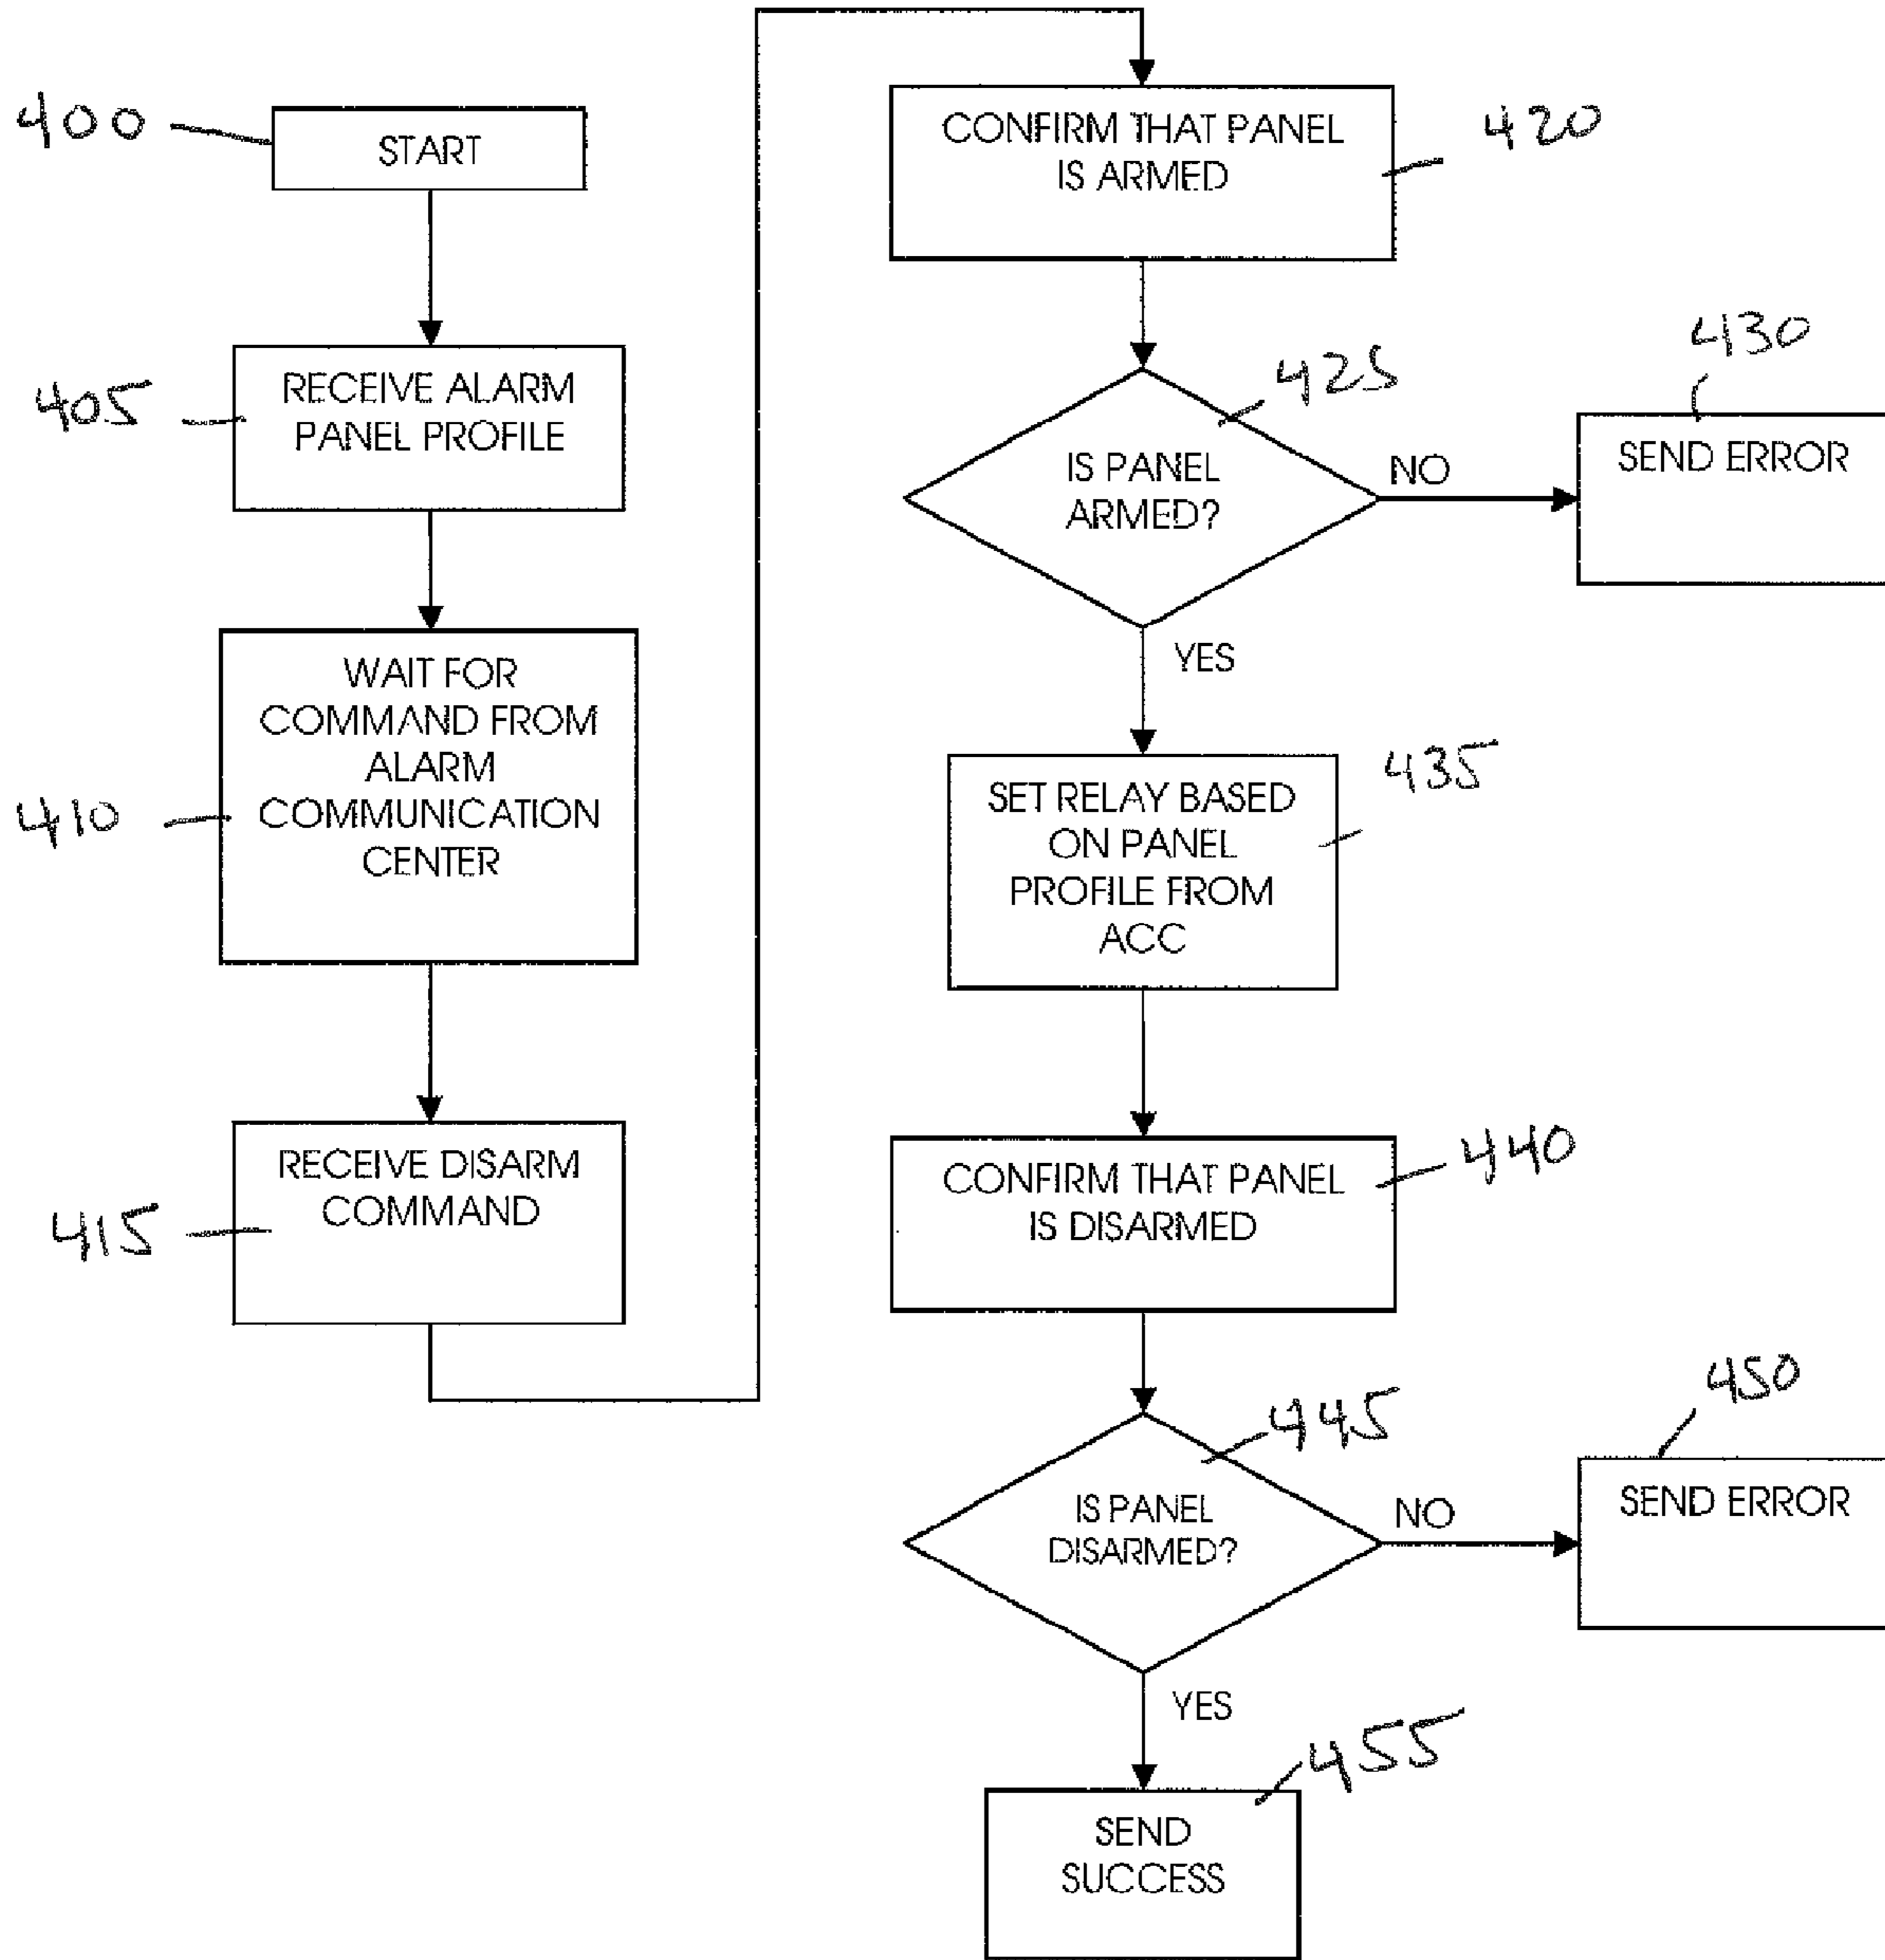 400
START
405
RECEIVE ALARM
PANEL PROFILE
410
WAIT FOR
COMMAND FROM
ALARM
COMMUNICATION
CENTER
415
RECEIVE DISARM
COMMAND
420
CONFIRM THAT PANEL
IS ARMED
425
IS PANEL
ARMED?
NO
430
SEND ERROR
YES
435
SET RELAY BASED
ON PANEL
PROFILE FROM
ACC
440
CONFIRM THAT PANEL
IS DISARMED
445
IS PANEL
DISARMED?
NO
450
SEND ERROR
YES
455
SEND
SUCCESS